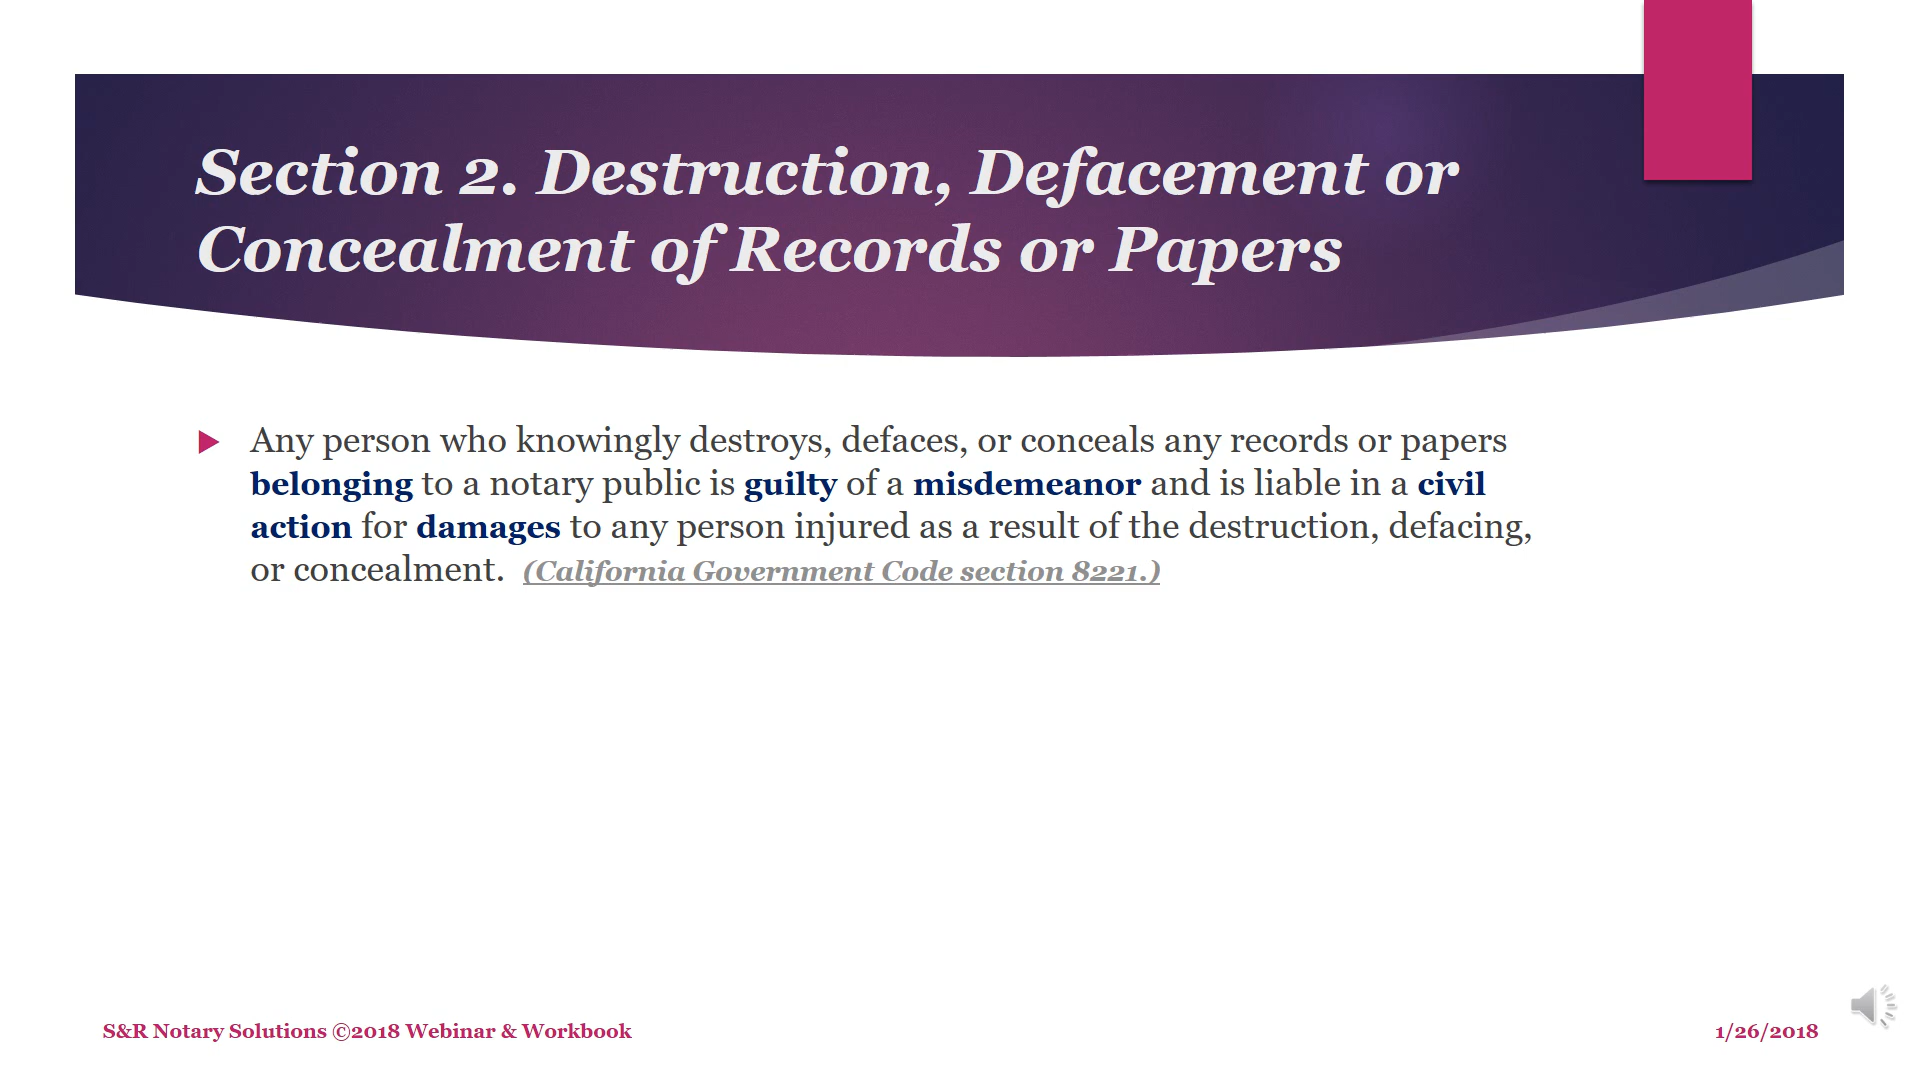 Section 2. Destruction, Defacement or
Concealment of Records or Papers
Any person who knowingly destroys, defaces, or conceals any records or papers
belonging to a notary public is guilty of a misdemeanor and is liable in a civil
action for damages to any person injured as a result of the destruction, defacing,
or concealment. (California Government Code section 8221.)
S&R Notary Solutions ©2018 Webinar & Workbook
1/26/2018